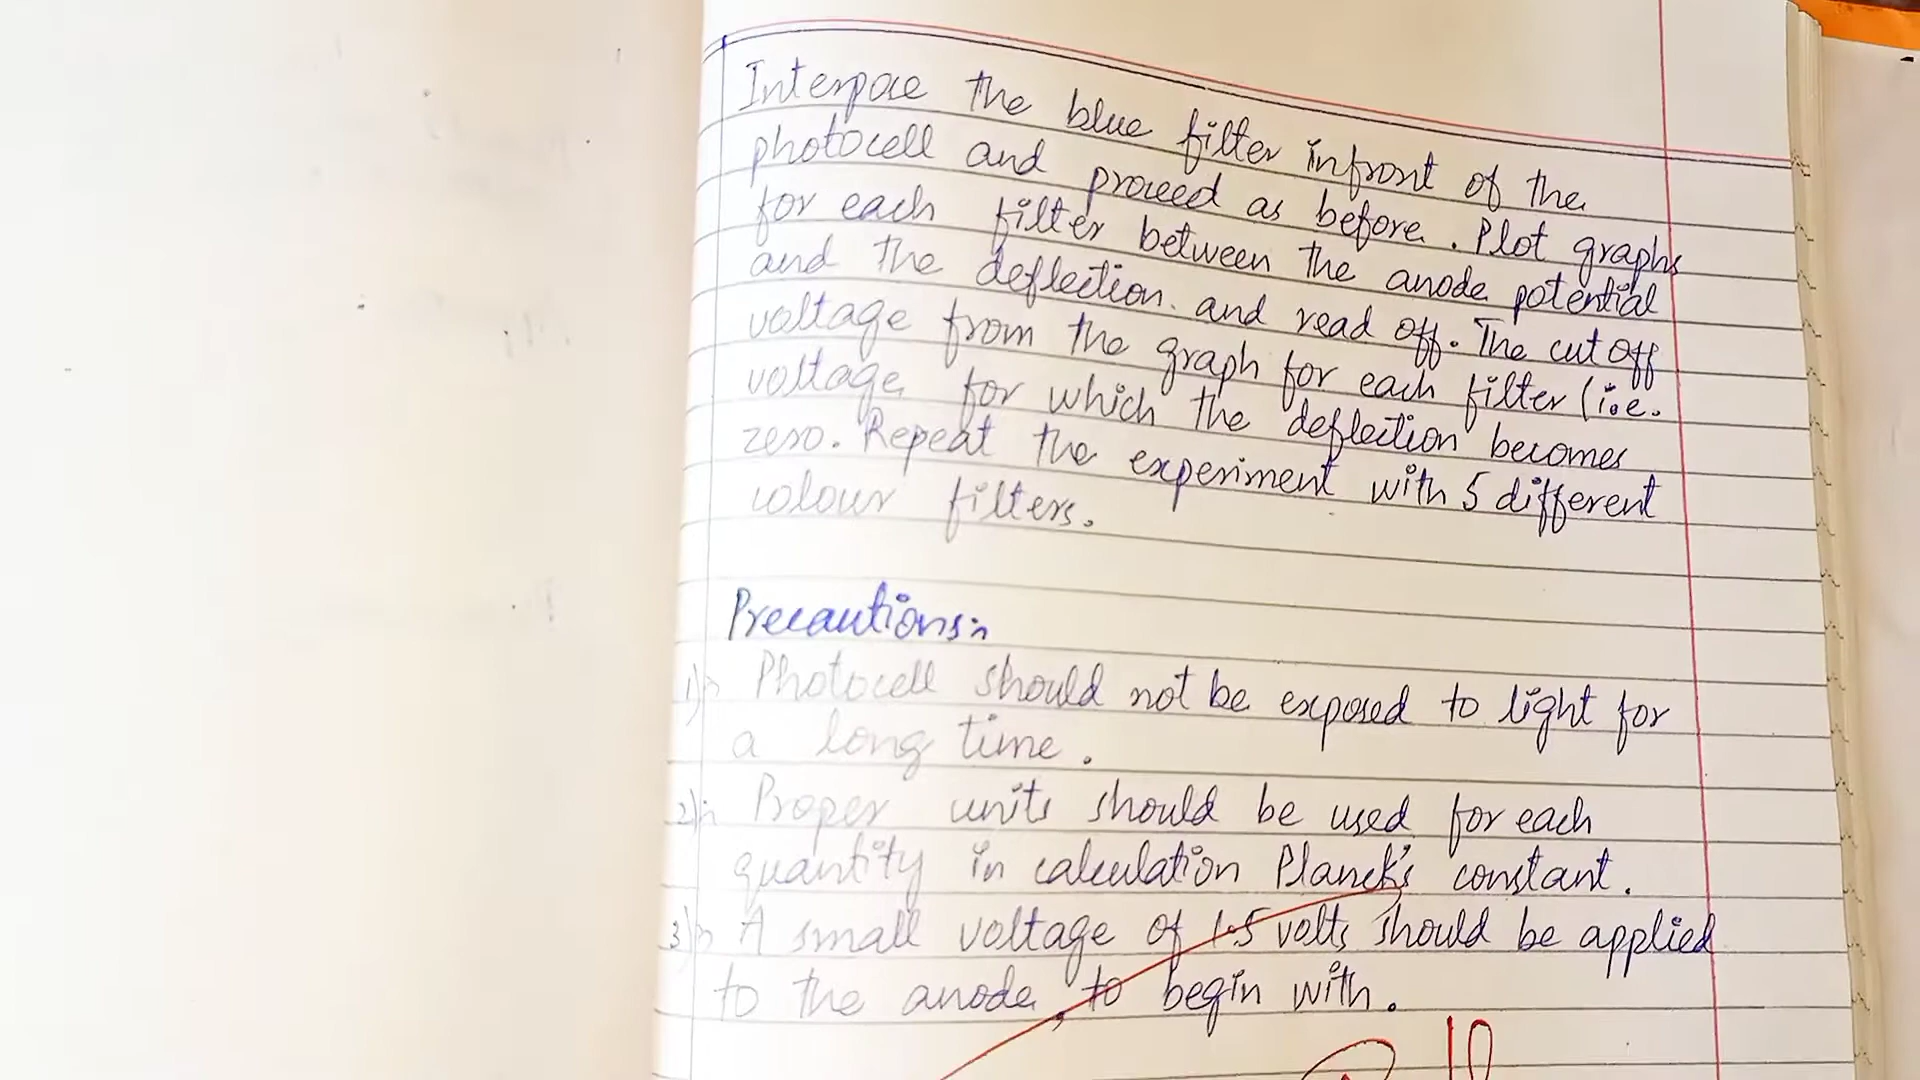 Interpoe the blue filter infront of the
photocell and proceed as before. Plot graphs
for each filter between the anode potential
and the deflection. and read off. The cut off
voltage from the graph for each filter (i.e.
voltage for which the deflection becomes
zero. Repeat the experiment with 5 different
colour filters.
Precautions:-
1):- Photocell should not be exposed to light for
a long time.
2):- Proper units should be used for each
quantity in calculation Planck's constant.
3):- A small voltage of 1.5 volts should be applied
to the anode, to begin with.